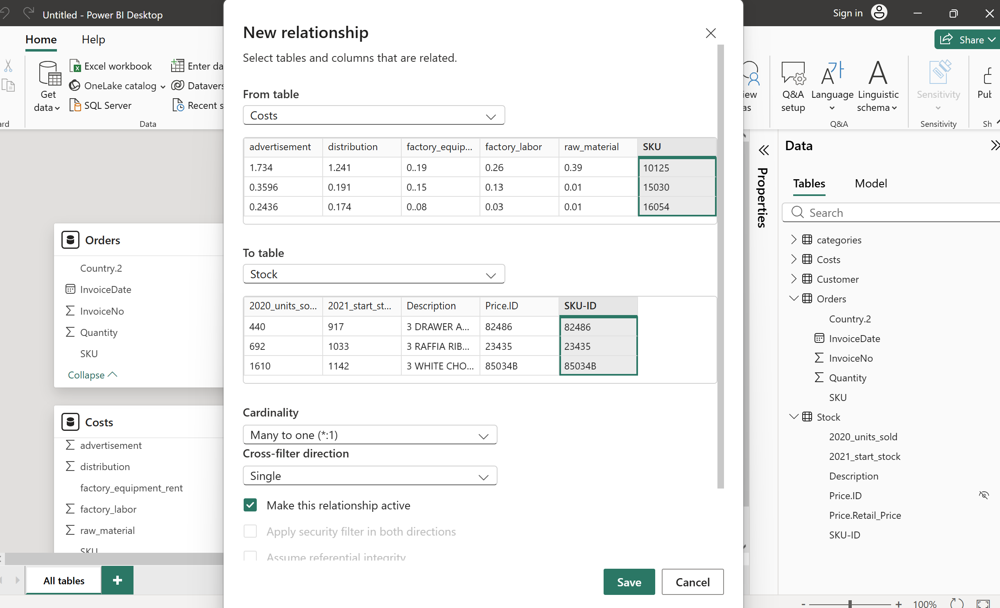 Untitled - Power BI Desktop
Sign in
Home
Help
Share
Get
data
Excel workbook
OneLake catalog
SQL Server
Enter da
Datavers
Recent s
ard
Data
iew
as
Q&A
setup
Language
Linguistic
schema
Q&A
Sensitivity
Sensitivity
Pub
Sh
New relationship
Select tables and columns that are related.
From table
Costs
advertisement distribution factory_equip... factory_labor raw_material SKU
1.734 1.241 0..19 0.26 0.39 10125
0.3596 0.191 0..15 0.13 0.01 15030
0.2436 0.174 0..08 0.03 0.01 16054
To table
Stock
2020_units_so... 2021_start_st... Description Price.ID SKU-ID
440 917 3 DRAWER A... 82486 82486
692 1033 3 RAFFIA RIB... 23435 23435
1610 1142 3 WHITE CHO... 85034B 85034B
Cardinality
Many to one (*:1)
Cross-filter direction
Single
Make this relationship active
Apply security filter in both directions
Assume referential integrity
Save
Cancel
Orders
Country.2
InvoiceDate
InvoiceNo
Quantity
SKU
Collapse
Costs
advertisement
distribution
factory_equipment_rent
factory_labor
raw_material
SKU
All tables
Properties
Data
Tables
Model
Search
categories
Costs
Customer
Orders
Country.2
InvoiceDate
InvoiceNo
Quantity
SKU
Stock
2020_units_sold
2021_start_stock
Description
Price.ID
Price.Retail_Price
SKU-ID
- + 100%